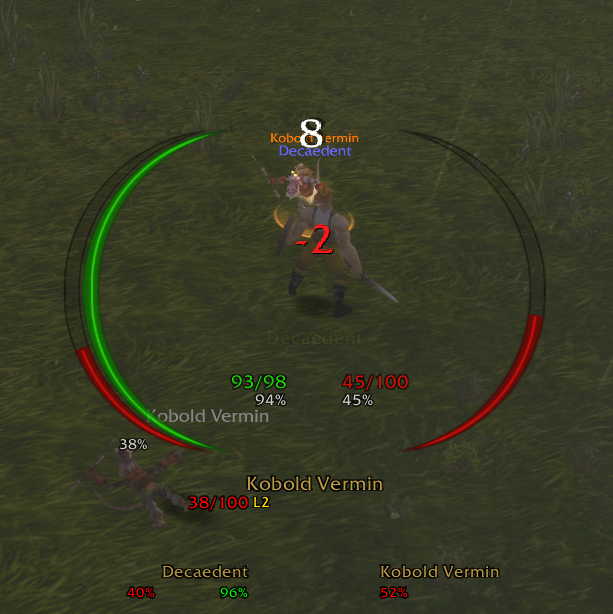 8
Kobold Vermin
Decaedent
-2
Decaedent
93/98 45/100
94% 45%
Kobold Vermin
38%
Kobold Vermin
38/100 L2
Decaedent Kobold Vermin
40% 96% 52%